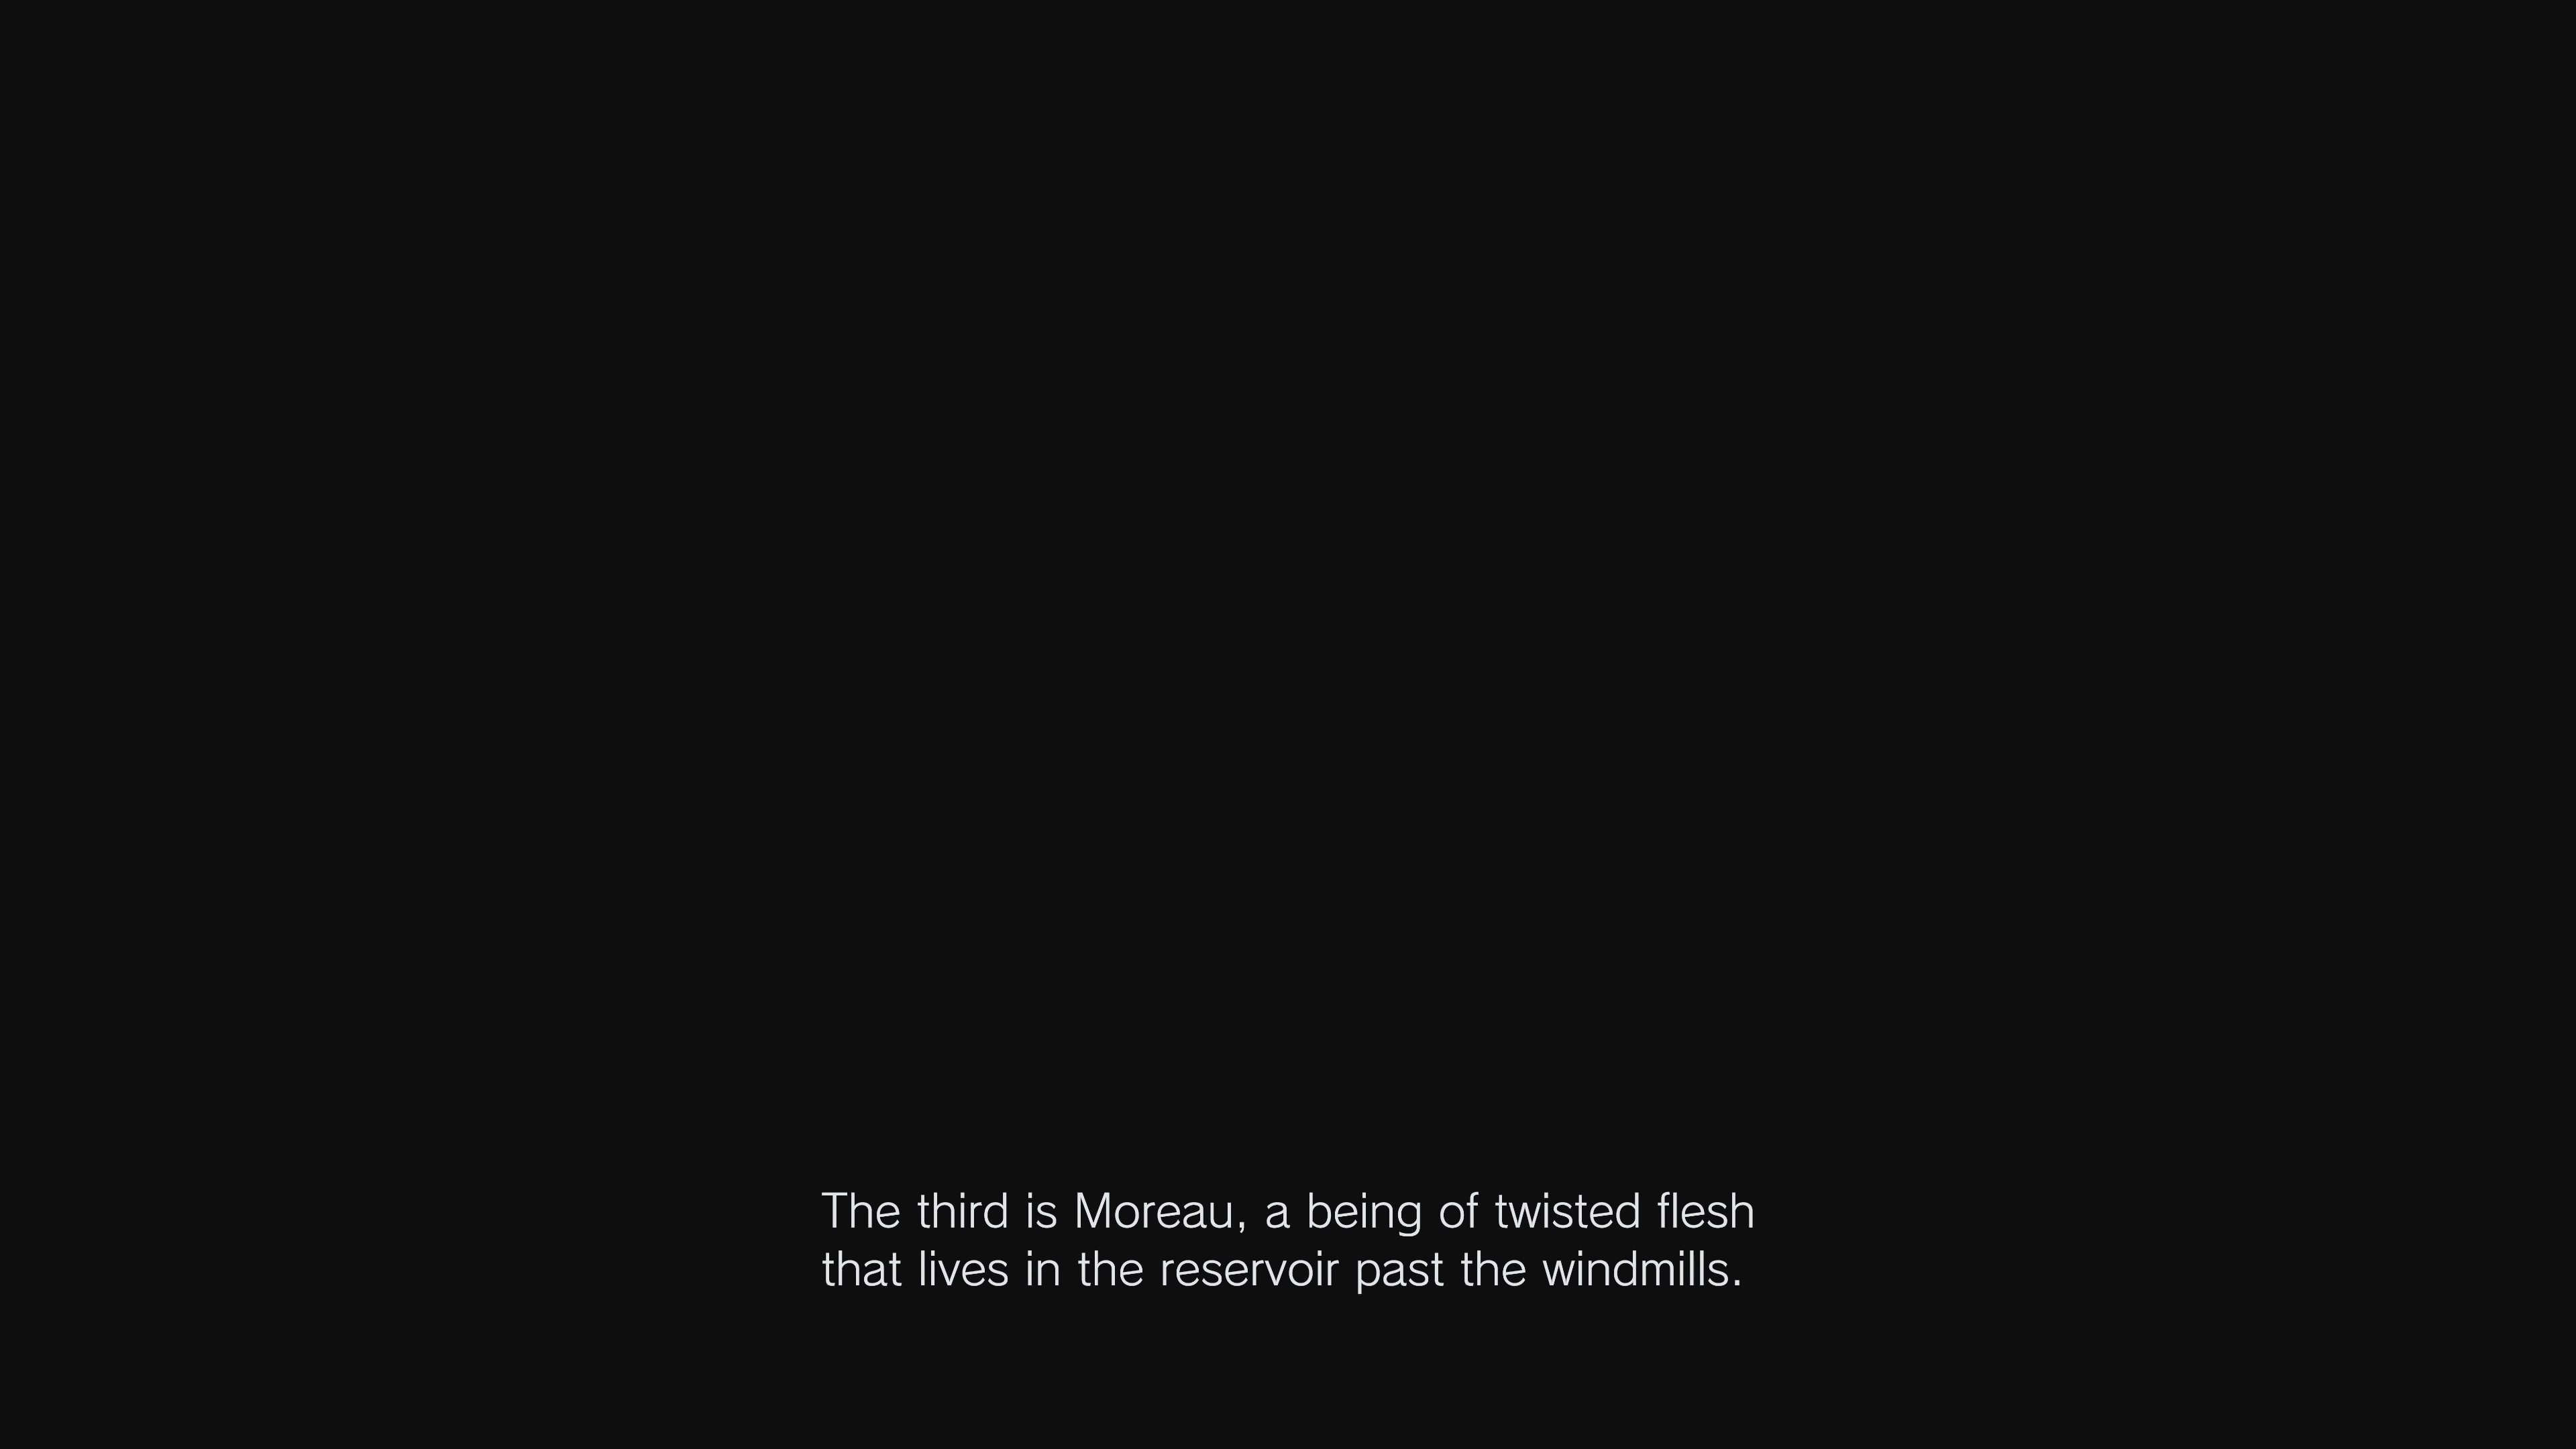 The third is Moreau, a being of twisted flesh
that lives in the reservoir past the windmills.